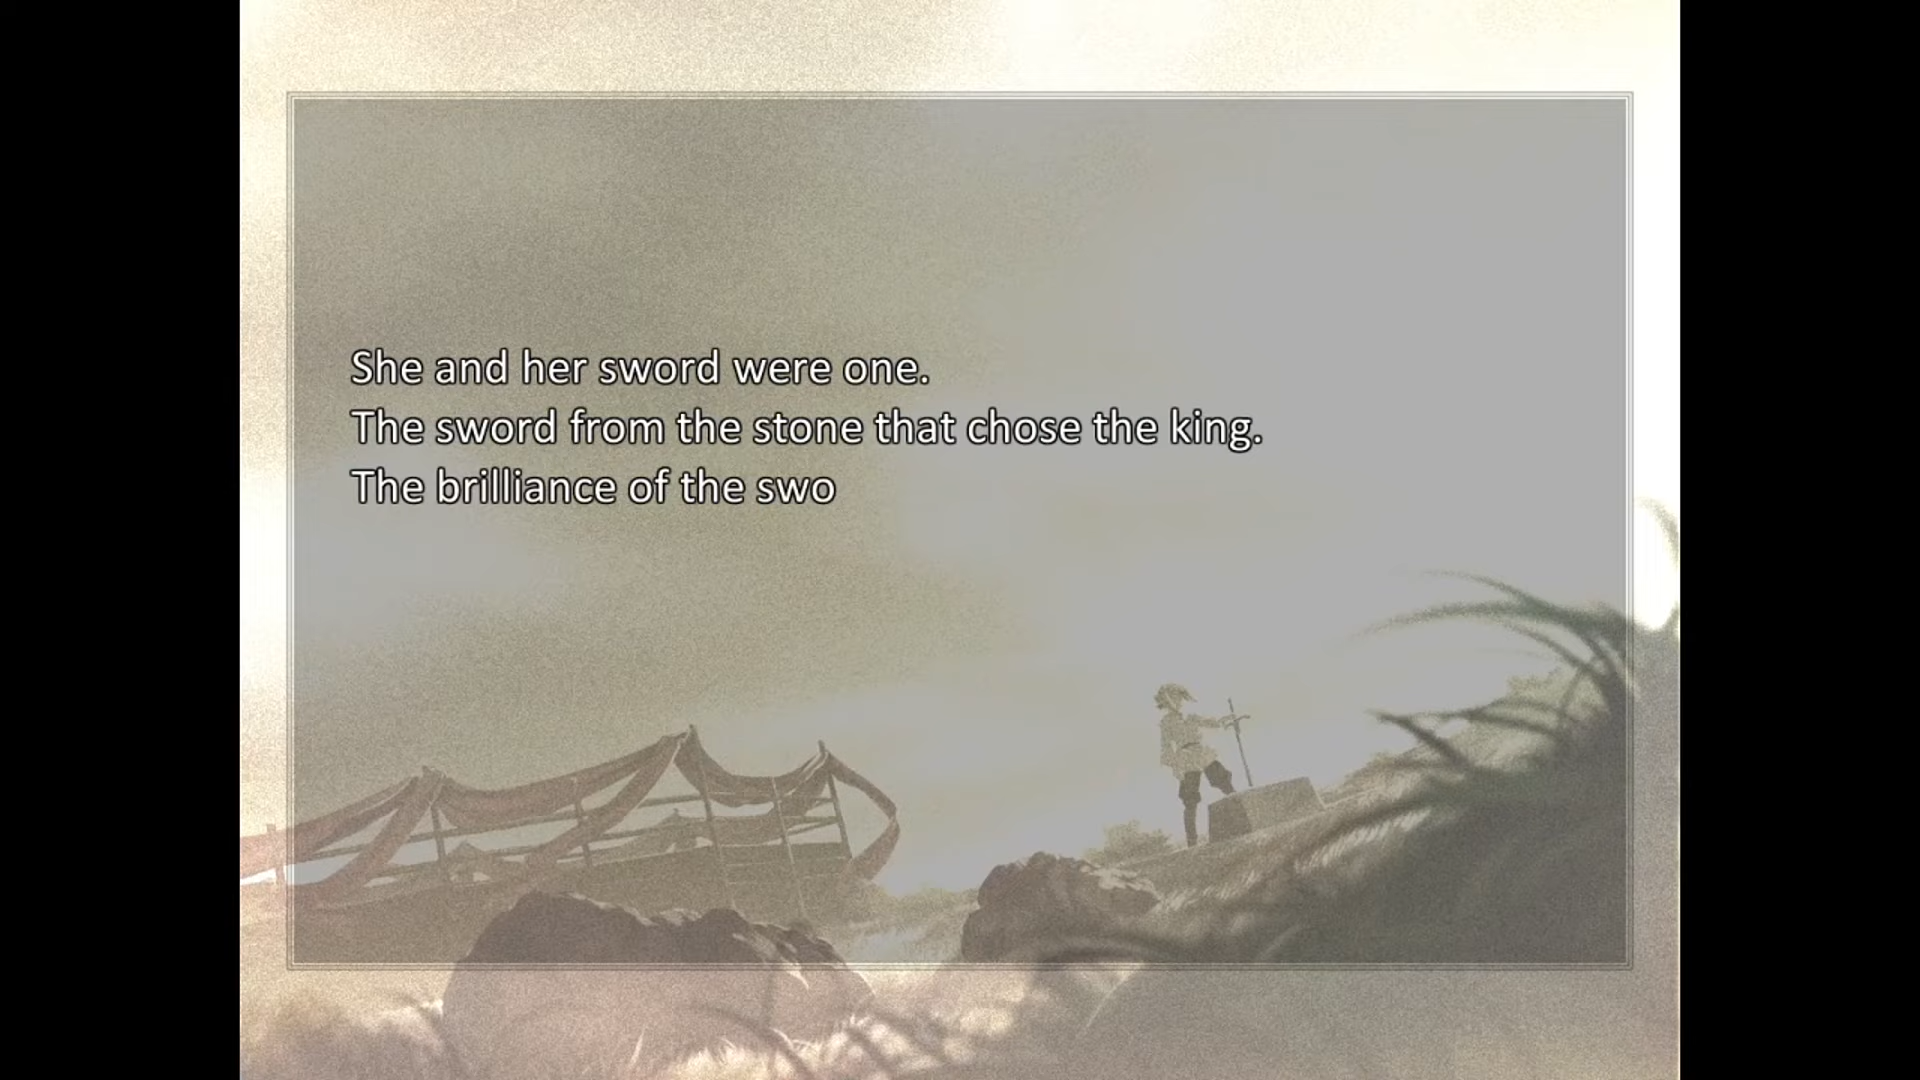 She and her sword were one.
The sword from the stone that chose the king.
The brilliance of the swo